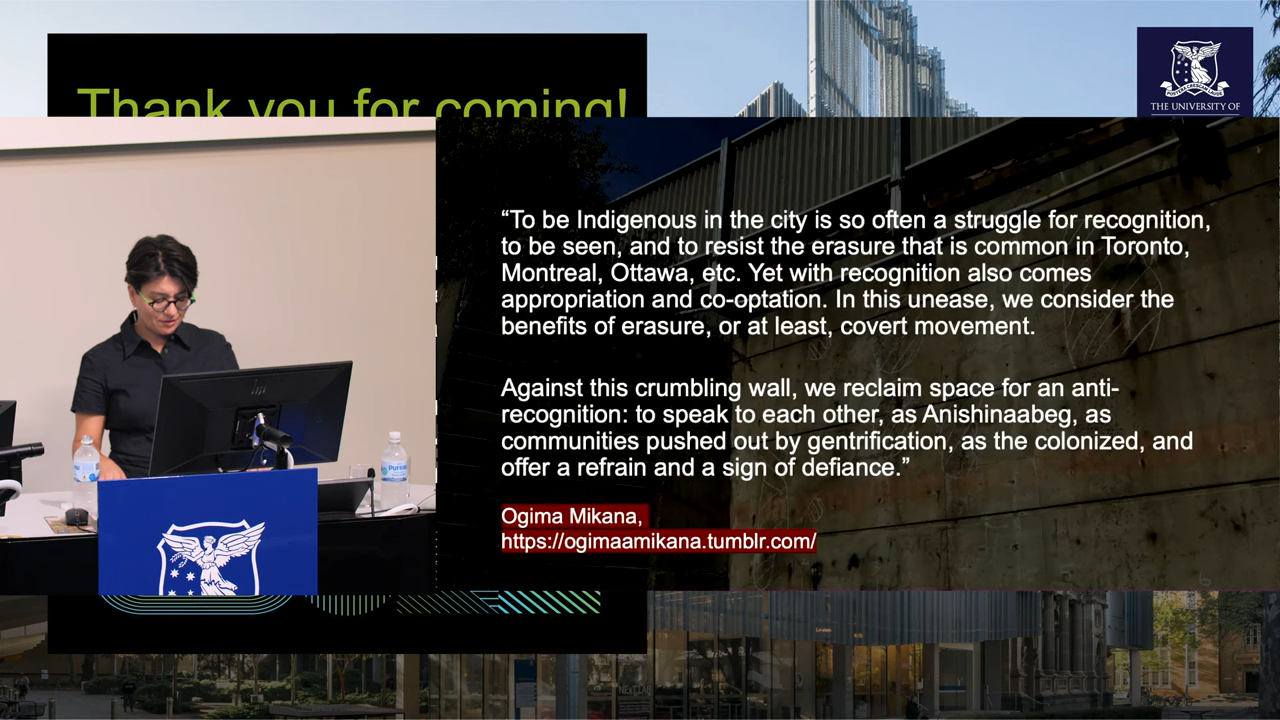 Thank you for coming!
THE UNIVERSITY OF
“To be Indigenous in the city is so often a struggle for recognition,
to be seen, and to resist the erasure that is common in Toronto,
Montreal, Ottawa, etc. Yet with recognition also comes
appropriation and co-optation. In this unease, we consider the
benefits of erasure, or at least, covert movement.
Against this crumbling wall, we reclaim space for an anti-
recognition: to speak to each other, as Anishinaabeg, as
communities pushed out by gentrification, as the colonized, and
offer a refrain and a sign of defiance.”
Ogima Mikana,
https://ogimaamikana.tumblr.com/
hp